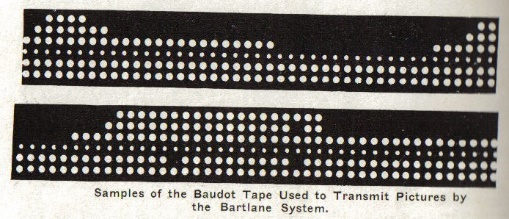 Samples of the Baudot Tape Used to Transmit Pictures by
the Bartlane System.